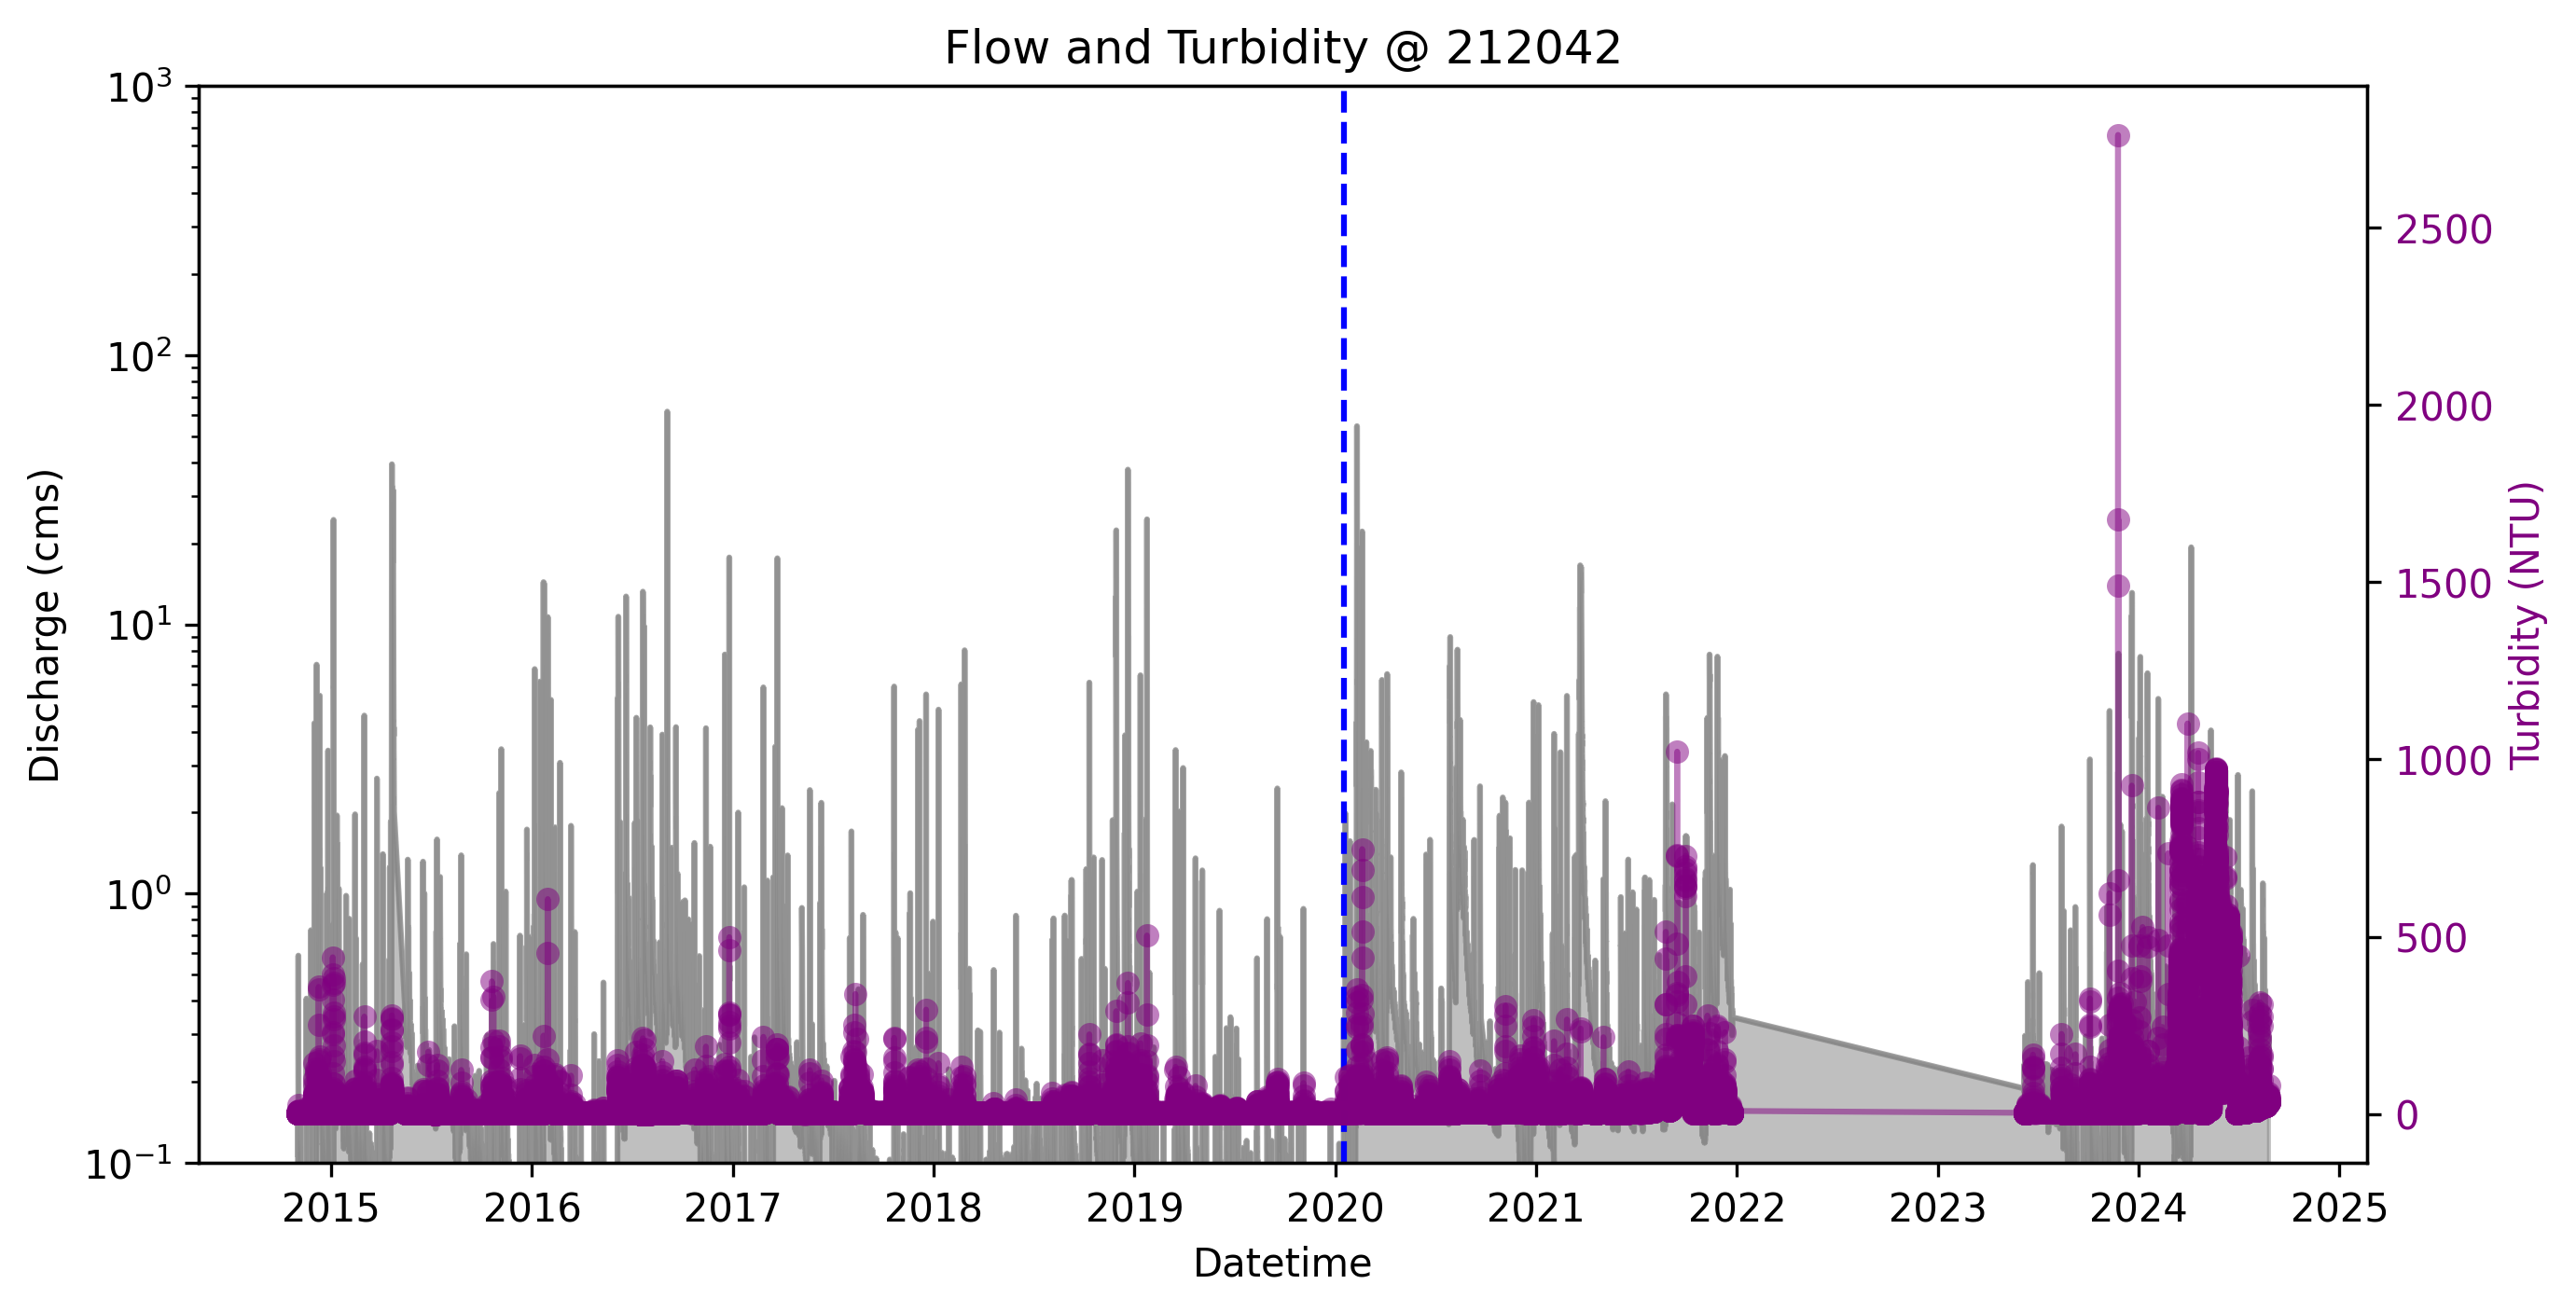 Flow and Turbidity @ 212042
10³
10²
10¹
10⁰
10⁻¹
Discharge (cms)
2500
2000
1500
1000
500
0
Turbidity (NTU)
2015 2016 2017 2018 2019 2020 2021 2022 2023 2024 2025
Datetime